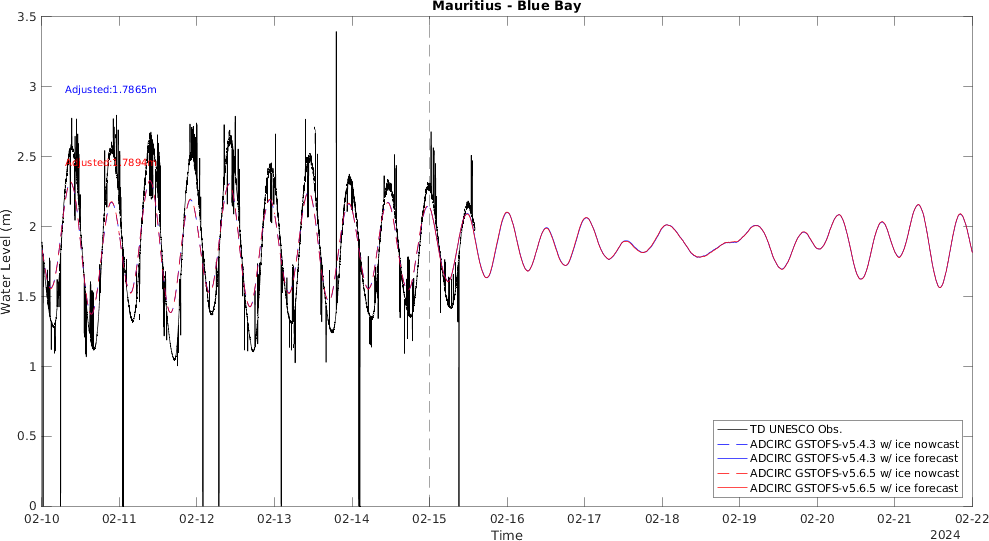 Mauritius - Blue Bay
3.5
3
2.5
2
1.5
1
0.5
0
Water Level (m)
Adjusted:1.7865m
Adjusted:1.7894m
TD UNESCO Obs.
ADCIRC GSTOFS-v5.4.3 w/ ice nowcast
ADCIRC GSTOFS-v5.4.3 w/ ice forecast
ADCIRC GSTOFS-v5.6.5 w/ ice nowcast
ADCIRC GSTOFS-v5.6.5 w/ ice forecast
02-10 02-11 02-12 02-13 02-14 02-15 02-16 02-17 02-18 02-19 02-20 02-21 02-22
Time
2024